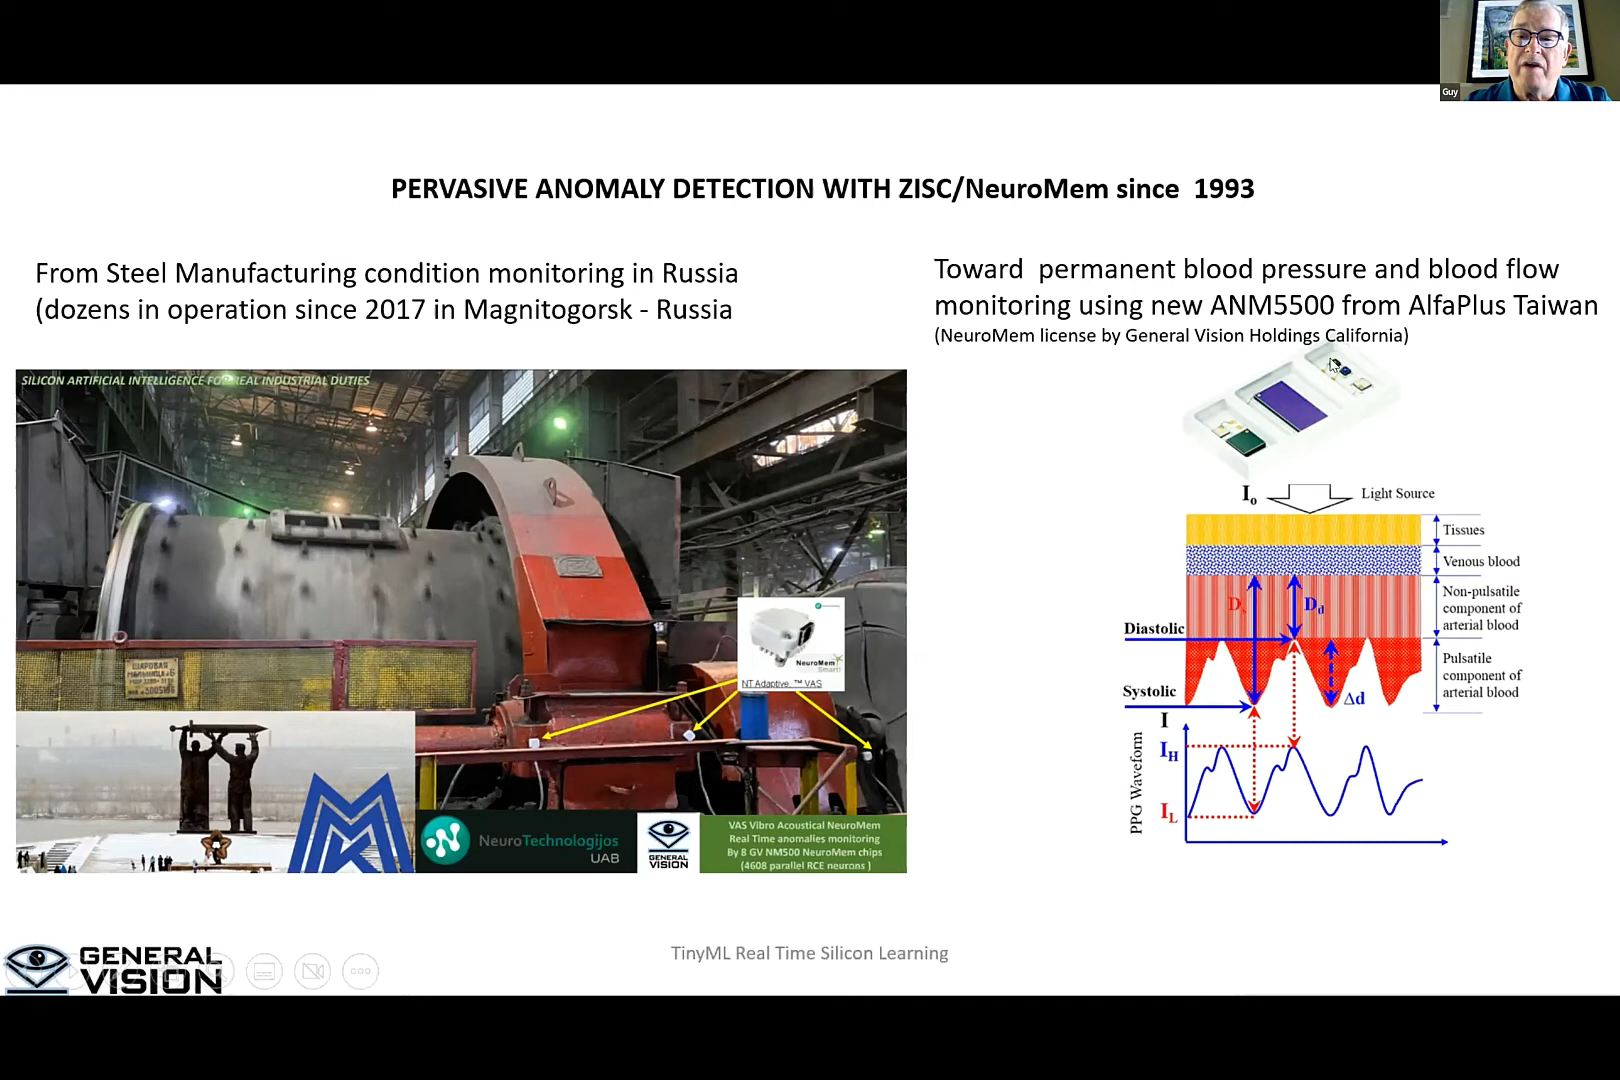 Guy
PERVASIVE ANOMALY DETECTION WITH ZISC/NeuroMem since 1993
From Steel Manufacturing condition monitoring in Russia
(dozens in operation since 2017 in Magnitogorsk - Russia
Toward permanent blood pressure and blood flow
monitoring using new ANM5500 from AlfaPlus Taiwan
(NeuroMem license by General Vision Holdings California)
SILICON ARTIFICIAL INTELLIGENCE FOR REAL INDUSTRIAL DUTIES
ШАРОВАЯ
NeuroMem
Smart!
NT Adaptive ™ VAS
NeuroTechnologijos
UAB
GENERAL
VISION
VAS Vibro Acoustical NeuroMem
Real Time anomalies monitoring
By 8 GV NM500 NeuroMem chips
(4608 parallel RCE neurons )
Io
Light Source
Tissues
Venous blood
Non-pulsatile
component of
arterial blood
Pulsatile
component of
arterial blood
Dd
Diastolic
Systolic
Δd
I
IH
IL
PPG Waveform
GENERAL
VISION
TinyML Real Time Silicon Learning